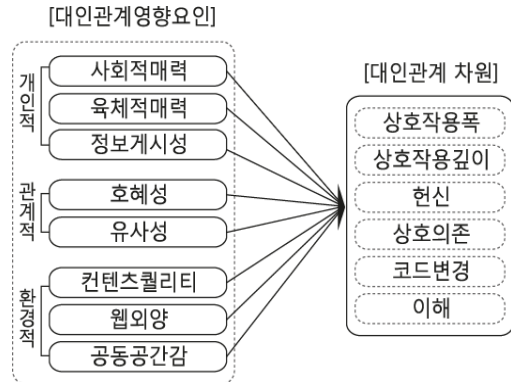 [대인관계영향요인]
개인적
사회적매력
육체적매력
정보게시성
관계적
호혜성
유사성
환경적
컨텐츠퀄리티
웹외양
공동공간감
[대인관계 차원]
상호작용폭
상호작용깊이
헌신
상호의존
코드변경
이해